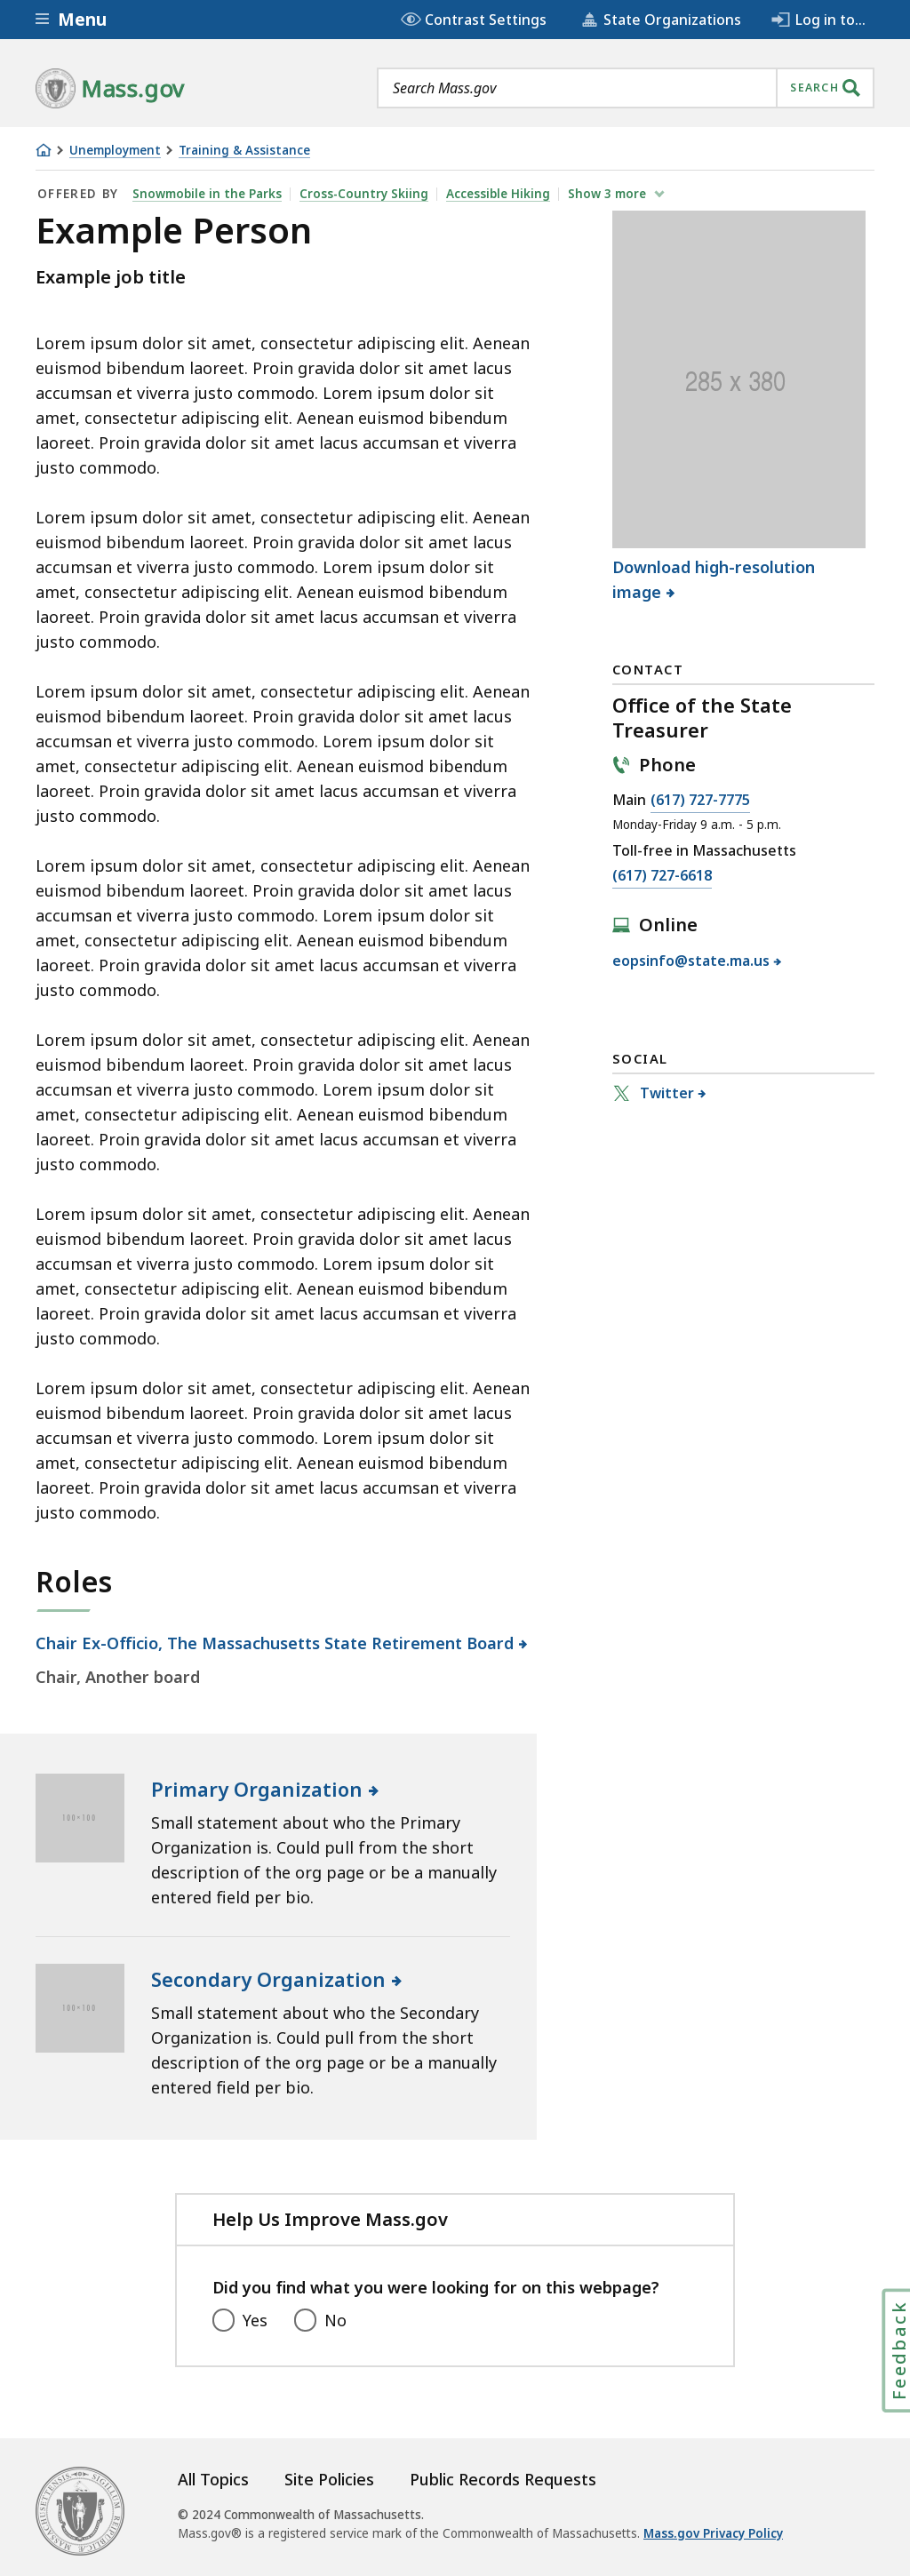 Menu
Contrast Settings
State Organizations
Log in to...
Mass.gov
Search Mass.gov
SEARCH
Unemployment
Training & Assistance
OFFERED BY Snowmobile in the Parks Cross-Country Skiing Accessible Hiking Show 3 more
Example Person
Example job title
Lorem ipsum dolor sit amet, consectetur adipiscing elit. Aenean
euismod bibendum laoreet. Proin gravida dolor sit amet lacus
accumsan et viverra justo commodo. Lorem ipsum dolor sit
amet, consectetur adipiscing elit. Aenean euismod bibendum
laoreet. Proin gravida dolor sit amet lacus accumsan et viverra
justo commodo.
Lorem ipsum dolor sit amet, consectetur adipiscing elit. Aenean
euismod bibendum laoreet. Proin gravida dolor sit amet lacus
accumsan et viverra justo commodo. Lorem ipsum dolor sit
amet, consectetur adipiscing elit. Aenean euismod bibendum
laoreet. Proin gravida dolor sit amet lacus accumsan et viverra
justo commodo.
Lorem ipsum dolor sit amet, consectetur adipiscing elit. Aenean
euismod bibendum laoreet. Proin gravida dolor sit amet lacus
accumsan et viverra justo commodo. Lorem ipsum dolor sit
amet, consectetur adipiscing elit. Aenean euismod bibendum
laoreet. Proin gravida dolor sit amet lacus accumsan et viverra
justo commodo.
Lorem ipsum dolor sit amet, consectetur adipiscing elit. Aenean
euismod bibendum laoreet. Proin gravida dolor sit amet lacus
accumsan et viverra justo commodo. Lorem ipsum dolor sit
amet, consectetur adipiscing elit. Aenean euismod bibendum
laoreet. Proin gravida dolor sit amet lacus accumsan et viverra
justo commodo.
Lorem ipsum dolor sit amet, consectetur adipiscing elit. Aenean
euismod bibendum laoreet. Proin gravida dolor sit amet lacus
accumsan et viverra justo commodo. Lorem ipsum dolor sit
amet, consectetur adipiscing elit. Aenean euismod bibendum
laoreet. Proin gravida dolor sit amet lacus accumsan et viverra
justo commodo.
Lorem ipsum dolor sit amet, consectetur adipiscing elit. Aenean
euismod bibendum laoreet. Proin gravida dolor sit amet lacus
accumsan et viverra justo commodo. Lorem ipsum dolor sit
amet, consectetur adipiscing elit. Aenean euismod bibendum
laoreet. Proin gravida dolor sit amet lacus accumsan et viverra
justo commodo.
Lorem ipsum dolor sit amet, consectetur adipiscing elit. Aenean
euismod bibendum laoreet. Proin gravida dolor sit amet lacus
accumsan et viverra justo commodo. Lorem ipsum dolor sit
amet, consectetur adipiscing elit. Aenean euismod bibendum
laoreet. Proin gravida dolor sit amet lacus accumsan et viverra
justo commodo.
285 x 380
Download high-resolution
image
CONTACT
Office of the State
Treasurer
Phone
Main (617) 727-7775
Monday-Friday 9 a.m. - 5 p.m.
Toll-free in Massachusetts
(617) 727-6618
Online
eopsinfo@state.ma.us
SOCIAL
Twitter
Roles
Chair Ex-Officio, The Massachusetts State Retirement Board
Chair, Another board
100×100
Primary Organization
Small statement about who the Primary
Organization is. Could pull from the short
description of the org page or be a manually
entered field per bio.
100×100
Secondary Organization
Small statement about who the Secondary
Organization is. Could pull from the short
description of the org page or be a manually
entered field per bio.
Help Us Improve Mass.gov
Did you find what you were looking for on this webpage?
Yes
No
Feedback
All Topics
Site Policies
Public Records Requests
© 2024 Commonwealth of Massachusetts.
Mass.gov® is a registered service mark of the Commonwealth of Massachusetts. Mass.gov Privacy Policy